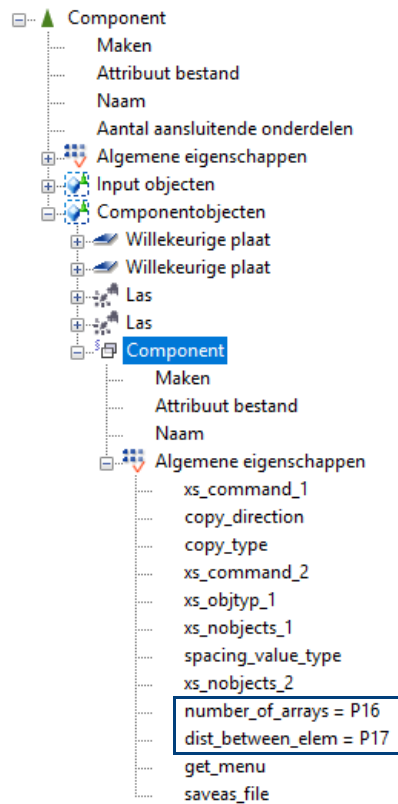 Component
Maken
Attribuut bestand
Naam
Aantal aansluitende onderdelen
Algemene eigenschappen
Input objecten
Componentobjecten
Willekeurige plaat
Willekeurige plaat
Las
Las
Component
Maken
Attribuut bestand
Naam
Algemene eigenschappen
xs_command_1
copy_direction
copy_type
xs_command_2
xs_objtyp_1
xs_nobjects_1
spacing_value_type
xs_nobjects_2
number_of_arrays = P16
dist_between_elem = P17
get_menu
saveas_file